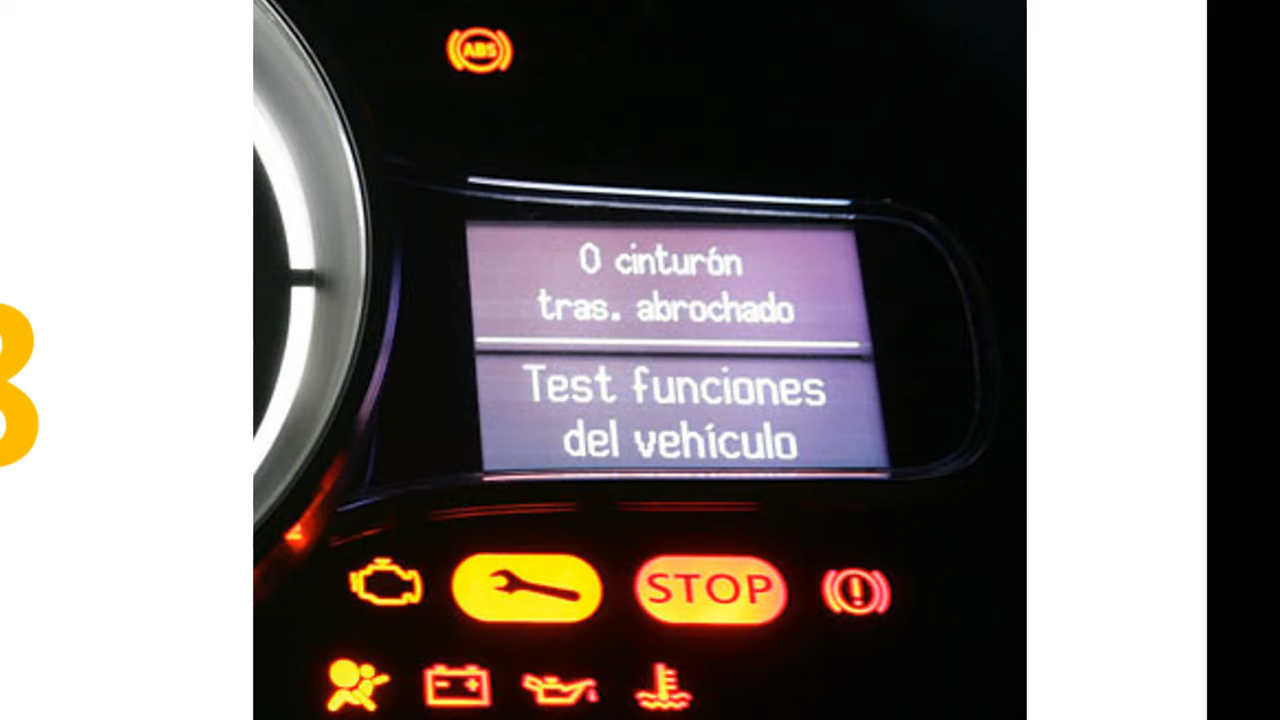 ABS
0 cinturón
tras. abrochado
Test funciones
del vehículo
STOP